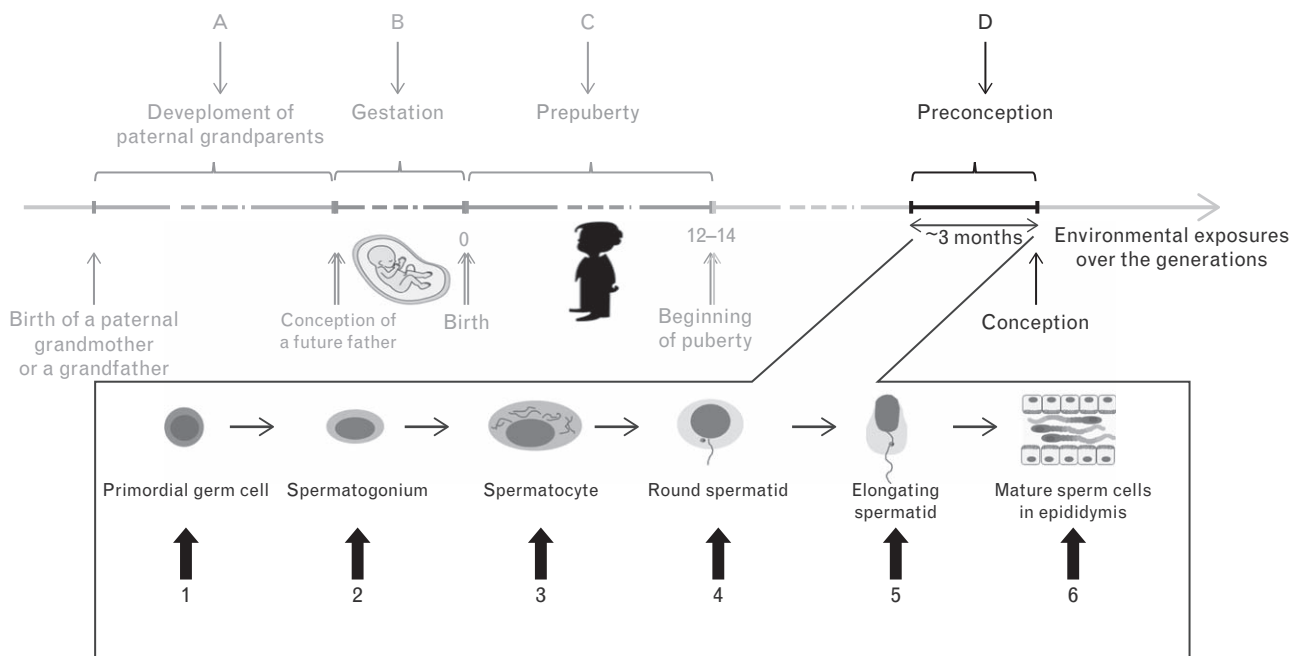 A
B
C
D
Deveploment of
paternal grandparents
Gestation
Prepuberty
Preconception
0
12–14
~3 months
Environmental exposures
over the generations
Birth of a paternal
grandmother
or a grandfather
Conception of
a future father
Birth
Beginning
of puberty
Conception
Primordial germ cell
Spermatogonium
Spermatocyte
Round spermatid
Elongating
spermatid
Mature sperm cells
in epididymis
1
2
3
4
5
6